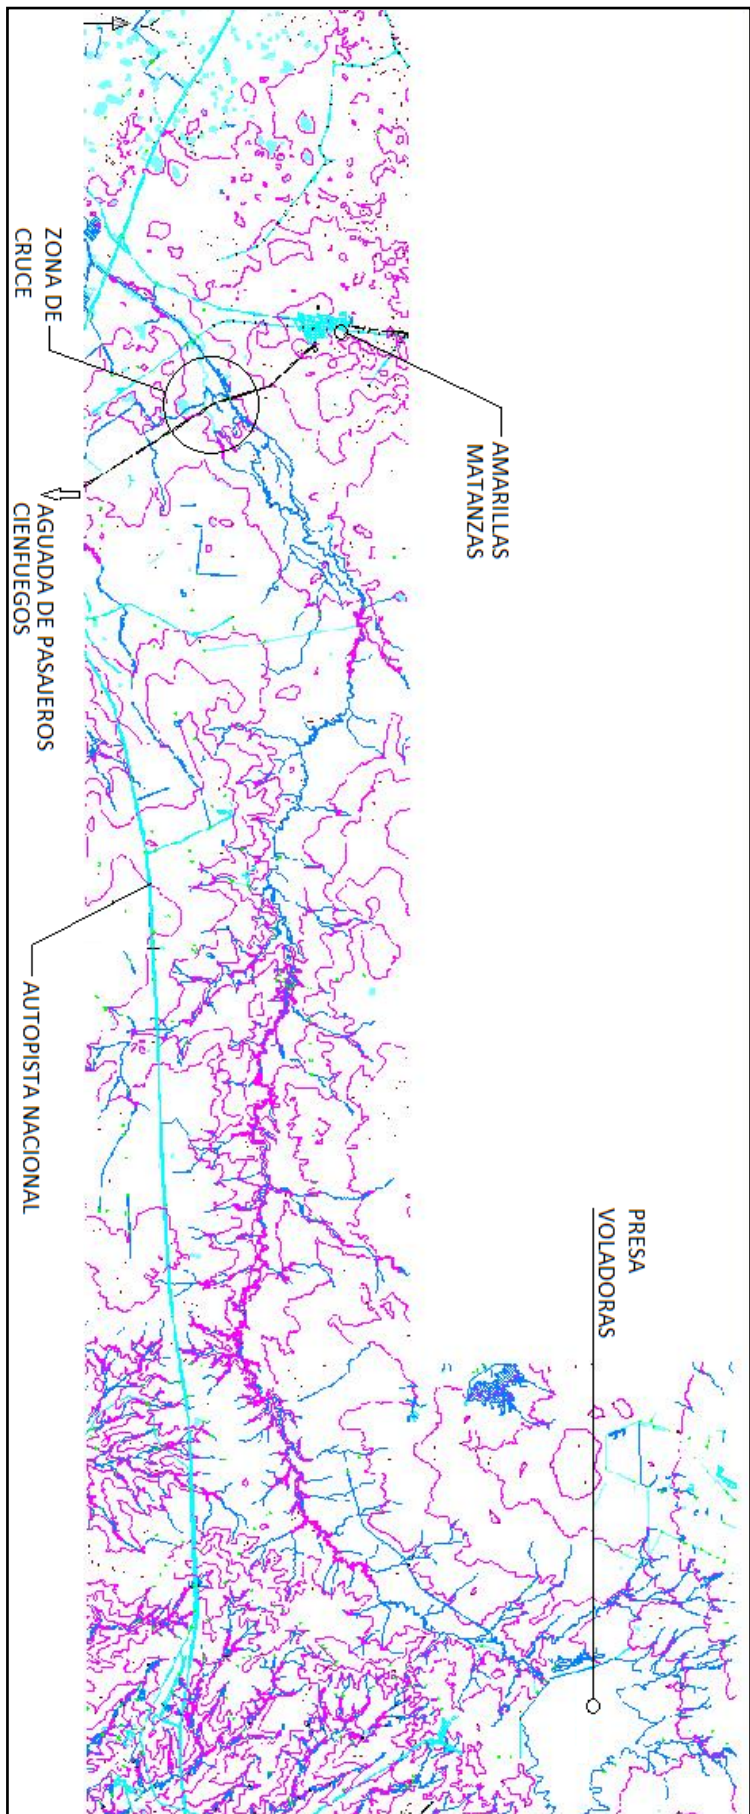 ZONA DE
CRUCE
AMARILLAS
MATANZAS
AGUADA DE PASAJEROS
CIENFUEGOS
AUTOPISTA NACIONAL
PRESA
VOLADORAS